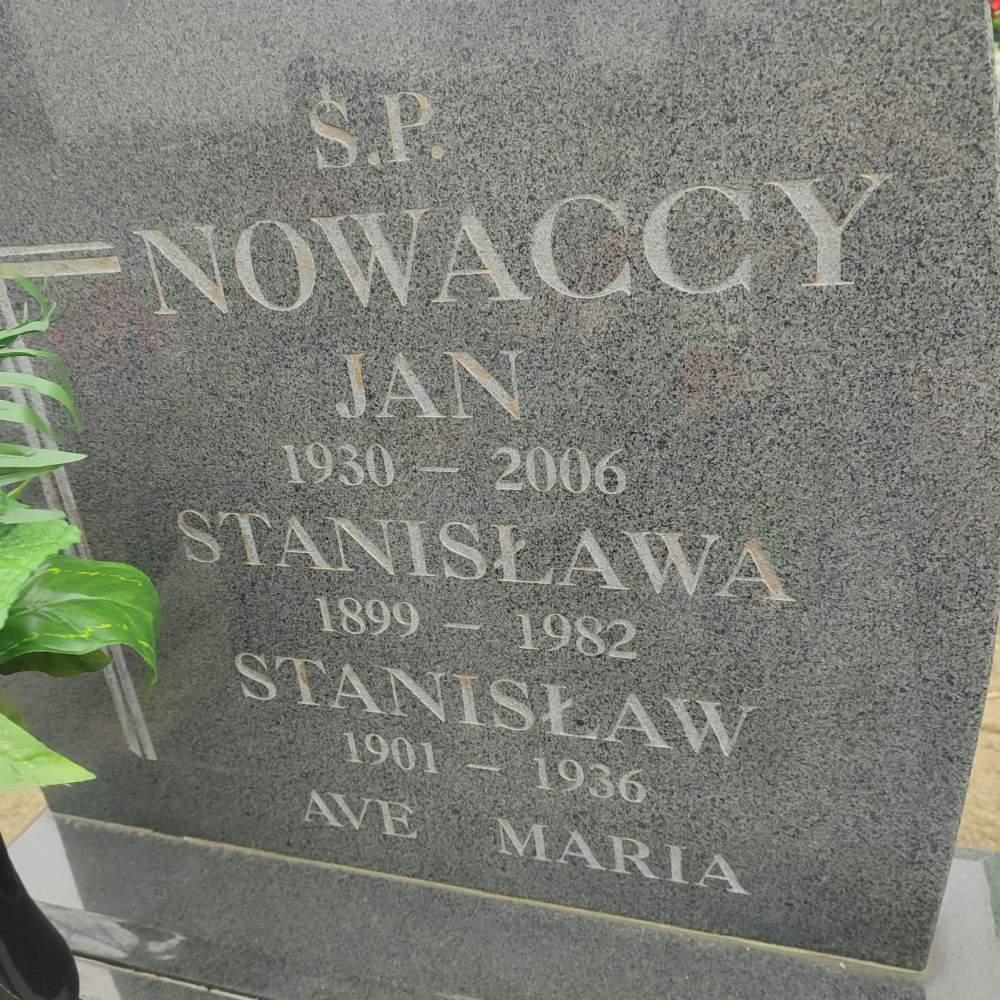 Ś.P.
NOWACCY
JAN
1930 – 2006
STANISŁAWA
1899 – 1982
STANISŁAW
1901 – 1936
AVE MARIA